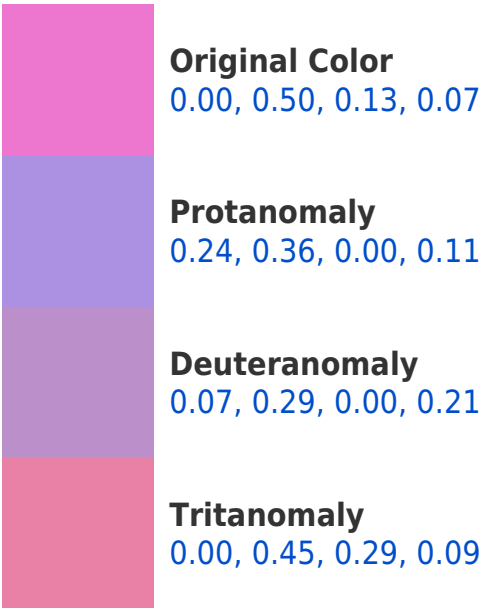 Original Color
0.00, 0.50, 0.13, 0.07
Protanomaly
0.24, 0.36, 0.00, 0.11
Deuteranomaly
0.07, 0.29, 0.00, 0.21
Tritanomaly
0.00, 0.45, 0.29, 0.09